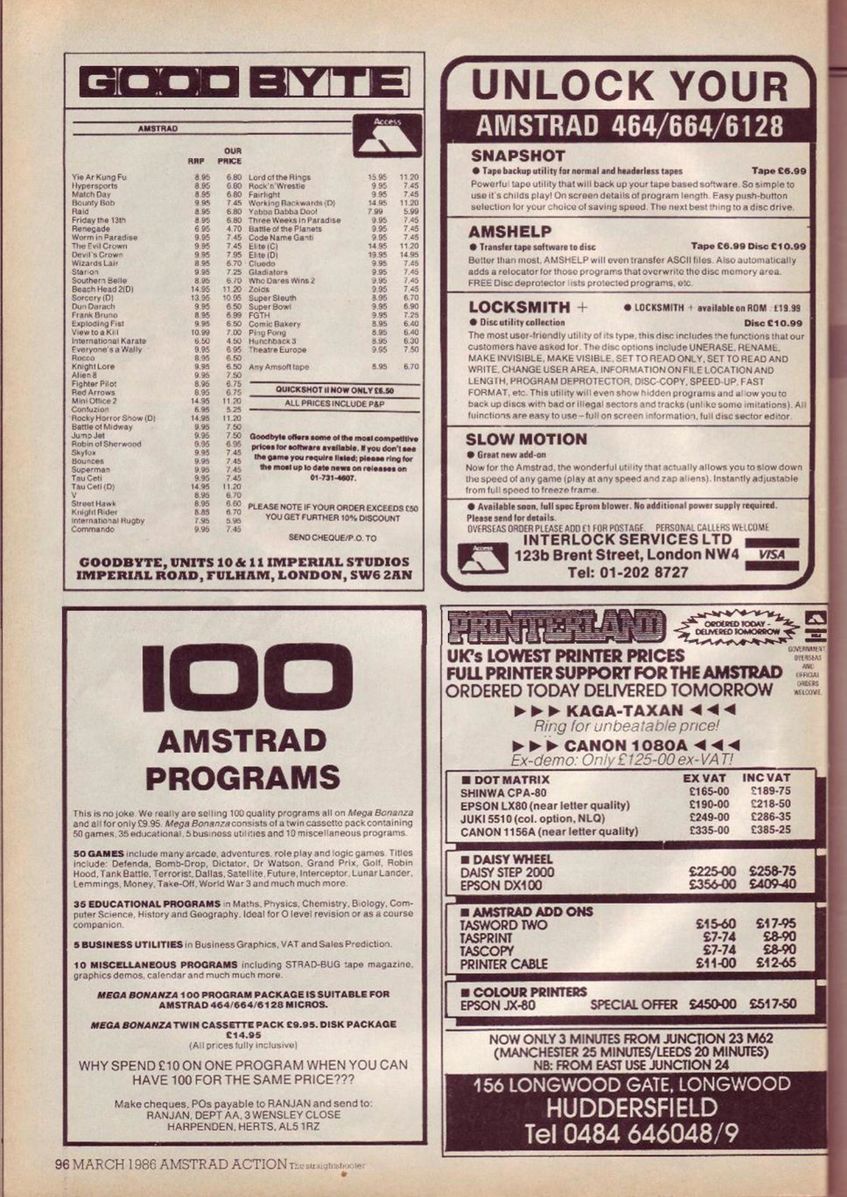 GOOD BYTE
AMSTRAD
Access
OUR
RRP PRICE
Yie Ar Kung Fu 8.95 6.80
Hypersports 8.95 6.80
Match Day 8.95 6.80
Bounty Bob 9.95 7.45
Raid 8.95 6.80
Friday the 13th 8.95 6.80
Renegade 6.95 4.70
Worm in Paradise 9.95 7.45
The Evil Crown 9.95 7.45
Devil's Crown 9.95 7.95
Wizards Lair 8.95 6.70
Starion 9.95 7.25
Southern Belle 8.95 6.70
Beach Head 2(D) 14.95 11.20
Sorcery (D) 13.95 10.95
Dun Darach 9.95 6.50
Frank Bruno 8.95 6.99
Exploding Fist 9.95 6.50
View to a Kill 10.99 7.00
International Karate 6.50 4.50
Everyone's a Wally 9.95 6.95
Rocco 8.95 6.50
Knight Lore 9.95 6.50
Alien 8 9.95 7.50
Fighter Pilot 8.95 6.75
Red Arrows 8.95 6.75
Mini Office 2 14.95 11.20
Confuzion 6.95 5.25
Rocky Horror Show (D) 14.95 11.20
Battle of Midway 9.95 7.50
Jump Jet 9.95 7.50
Robin of Sherwood 9.95 6.95
Skyfox 9.95 7.45
Bounces 9.95 7.45
Superman 9.95 7.45
Tau Ceti 9.95 7.45
Tau Ceti (D) 14.95 11.20
V 8.95 6.70
Street Hawk 8.95 6.60
Knight Rider 8.85 6.70
International Rugby 7.95 5.95
Commando 9.95 7.45
Lord of the Rings 15.95 11.20
Rock'n'Wrestle 9.95 7.45
Fairlight 9.95 7.45
Working Backwards (D) 14.95 11.20
Yabba Dabba Doo! 7.99 5.99
Three Weeks in Paradise 9.95 7.45
Battle of the Planets 9.95 7.45
Code Name Ganti 9.95 7.45
Elite (C) 14.95 11.20
Elite (D) 19.95 14.95
Cluedo 9.95 7.45
Gladiators 9.95 7.45
Who Dares Wins 2 9.95 7.45
Zoids 9.95 7.45
Super Sleuth 8.95 6.70
Super Bowl 9.95 6.90
FGTH 9.95 7.25
Comic Bakery 8.95 6.40
Ping Pong 8.95 6.40
Hunchback 3 8.95 6.30
Theatre Europe 9.95 7.50
Any Amsoft tape 8.95 6.70
QUICKSHOT II NOW ONLY £6.50
ALL PRICES INCLUDE P&P
Goodbyte offers some of the most competitive
prices for software available. If you don't see
the game you require listed; please ring for
the most up to date news on releases on
01-731-4607.
PLEASE NOTE IF YOUR ORDER EXCEEDS £50
YOU GET FURTHER 10% DISCOUNT
SEND CHEQUE/P.O. TO
GOODBYTE, UNITS 10 & 11 IMPERIAL STUDIOS
IMPERIAL ROAD, FULHAM, LONDON, SW6 2AN
UNLOCK YOUR
AMSTRAD 464/664/6128
SNAPSHOT
● Tape backup utility for normal and headerless tapes Tape £6.99
Powerful tape utility that will back up your tape based software. So simple to
use it's childs play! On screen details of program length. Easy push-button
selection for your choice of saving speed. The next best thing to a disc drive.
AMSHELP
● Transfer tape software to disc Tape £6.99 Disc £10.99
Better than most, AMSHELP will even transfer ASCII files. Also automatically
adds a relocator for those programs that overwrite the disc memory area.
FREE Disc deprotector lists protected programs, etc.
LOCKSMITH + ● LOCKSMITH + available on ROM £19.99
● Disc utility collection Disc £10.99
The most user-friendly utility of its type, this disc includes the functions that our
customers have asked for. The disc options include UNERASE, RENAME,
MAKE INVISIBLE, MAKE VISIBLE, SET TO READ ONLY, SET TO READ AND
WRITE, CHANGE USER AREA, INFORMATION ON FILE LOCATION AND
LENGTH, PROGRAM DEPROTECTOR, DISC-COPY, SPEED-UP, FAST
FORMAT, etc. This utility will even show hidden programs and allow you to
back up discs with bad or illegal sectors and tracks (unlike some imitations). All
functions are easy to use – full on screen information, full disc sector editor.
SLOW MOTION
● Great new add-on
Now for the Amstrad, the wonderful utility that actually allows you to slow down
the speed of any game (play at any speed and zap aliens). Instantly adjustable
from full speed to freeze frame.
● Available soon, full spec Eprom blower. No additional power supply required.
Please send for details.
OVERSEAS ORDER PLEASE ADD £1 FOR POSTAGE. PERSONAL CALLERS WELCOME
INTERLOCK SERVICES LTD
123b Brent Street, London NW4
Tel: 01-202 8727
Access
VISA
100
AMSTRAD
PROGRAMS
This is no joke. We really are selling 100 quality programs all on Mega Bonanza
and all for only £9.95. Mega Bonanza consists of a twin cassette pack containing
50 games, 35 educational, 5 business utilities and 10 miscellaneous programs.
50 GAMES include many arcade, adventures, role play and logic games. Titles
include: Defenda, Bomb-Drop, Dictator, Dr Watson, Grand Prix, Golf, Robin
Hood, Tank Battle, Terrorist, Dallas, Satellite, Future, Interceptor, Lunar Lander,
Lemmings, Money, Take-Off, World War 3 and much much more.
35 EDUCATIONAL PROGRAMS in Maths, Physics, Chemistry, Biology, Com-
puter Science, History and Geography. Ideal for O level revision or as a course
companion.
5 BUSINESS UTILITIES in Business Graphics, VAT and Sales Prediction.
10 MISCELLANEOUS PROGRAMS including STRAD-BUG tape magazine,
graphics demos, calendar and much much more.
MEGA BONANZA 100 PROGRAM PACKAGE IS SUITABLE FOR
AMSTRAD 464/664/6128 MICROS.
MEGA BONANZA TWIN CASSETTE PACK £9.95. DISK PACKAGE
£14.95
(All prices fully inclusive)
WHY SPEND £10 ON ONE PROGRAM WHEN YOU CAN
HAVE 100 FOR THE SAME PRICE???
Make cheques, POs payable to RANJAN and send to:
RANJAN, DEPT AA, 3 WENSLEY CLOSE
HARPENDEN, HERTS, AL5 1RZ
PRINTERLAND
ORDERED TODAY -
DELIVERED TOMORROW
GOVERNMENT
OVERSEAS
AND
OFFICIAL
ORDERS
WELCOME
UK's LOWEST PRINTER PRICES
FULL PRINTER SUPPORT FOR THE AMSTRAD
ORDERED TODAY DELIVERED TOMORROW
►►► KAGA-TAXAN ◄◄◄
Ring for unbeatable price!
►►► CANON 1080A ◄◄◄
Ex-demo: Only £125-00 ex-VAT!
■ DOT MATRIX EX VAT INC VAT
SHINWA CPA-80 £165-00 £189-75
EPSON LX80 (near letter quality) £190-00 £218-50
JUKI 5510 (col. option, NLQ) £249-00 £286-35
CANON 1156A (near letter quality) £335-00 £385-25
■ DAISY WHEEL
DAISY STEP 2000 £225-00 £258-75
EPSON DX100 £356-00 £409-40
■ AMSTRAD ADD ONS
TASWORD TWO £15-60 £17-95
TASPRINT £7-74 £8-90
TASCOPY £7-74 £8-90
PRINTER CABLE £11-00 £12-65
■ COLOUR PRINTERS
EPSON JX-80 SPECIAL OFFER £450-00 £517-50
NOW ONLY 3 MINUTES FROM JUNCTION 23 M62
(MANCHESTER 25 MINUTES/LEEDS 20 MINUTES)
NB: FROM EAST USE JUNCTION 24
156 LONGWOOD GATE, LONGWOOD
HUDDERSFIELD
Tel 0484 646048/9
96 MARCH 1986 AMSTRAD ACTION The straightshooter